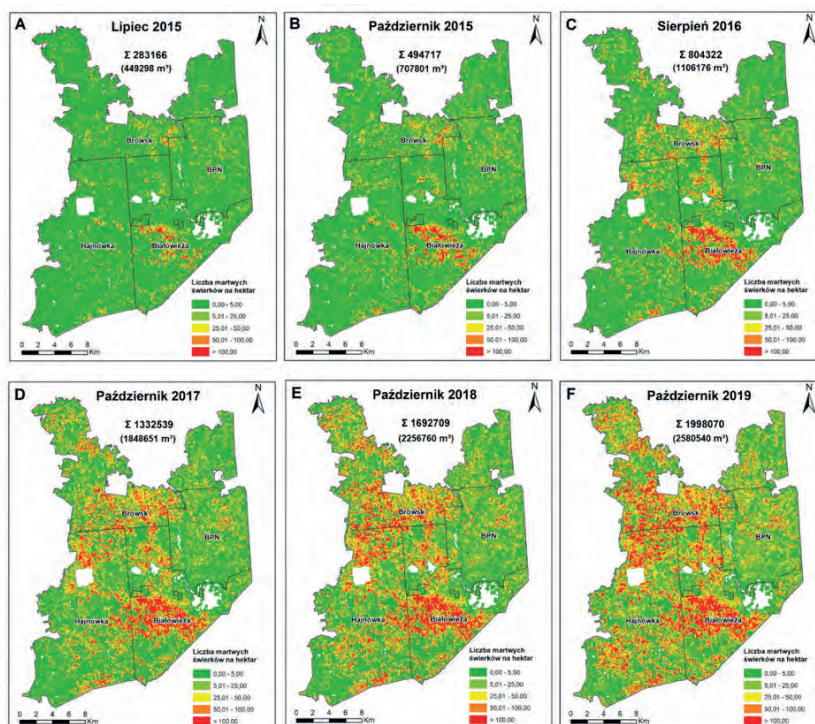 A
Lipiec 2015
N
Σ 283166
(449298 m³)
Browsk
BPN
Hajnówka
Białowieża
Liczba martwych
świerków na hektar
0,00 - 5,00
5,01 - 25,00
25,01 - 50,00
50,01 - 100,00
> 100,00
0 2 4 6 8
Km
B
Październik 2015
N
Σ 494717
(707801 m³)
Browsk
BPN
Hajnówka
Białowieża
Liczba martwych
świerków na hektar
0,00 - 5,00
5,01 - 25,00
25,01 - 50,00
50,01 - 100,00
> 100,00
0 2 4 6 8
Km
C
Sierpień 2016
N
Σ 804322
(1106176 m³)
Browsk
BPN
Hajnówka
Białowieża
Liczba martwych
świerków na hektar
0,00 - 5,00
5,01 - 25,00
25,01 - 50,00
50,01 - 100,00
> 100,00
0 2 4 6 8
Km
D
Październik 2017
N
Σ 1332539
(1848651 m³)
Browsk
BPN
Hajnówka
Białowieża
Liczba martwych
świerków na hektar
0,00 - 5,00
5,01 - 25,00
25,01 - 50,00
50,01 - 100,00
> 100,00
0 2 4 6 8
Km
E
Październik 2018
N
Σ 1692709
(2256760 m³)
Browsk
BPN
Hajnówka
Białowieża
Liczba martwych
świerków na hektar
0,00 - 5,00
5,01 - 25,00
25,01 - 50,00
50,01 - 100,00
> 100,00
0 2 4 6 8
Km
F
Październik 2019
N
Σ 1998070
(2580540 m³)
Browsk
BPN
Hajnówka
Białowieża
Liczba martwych
świerków na hektar
0,00 - 5,00
5,01 - 25,00
25,01 - 50,00
50,01 - 100,00
> 100,00
0 2 4 6 8
Km